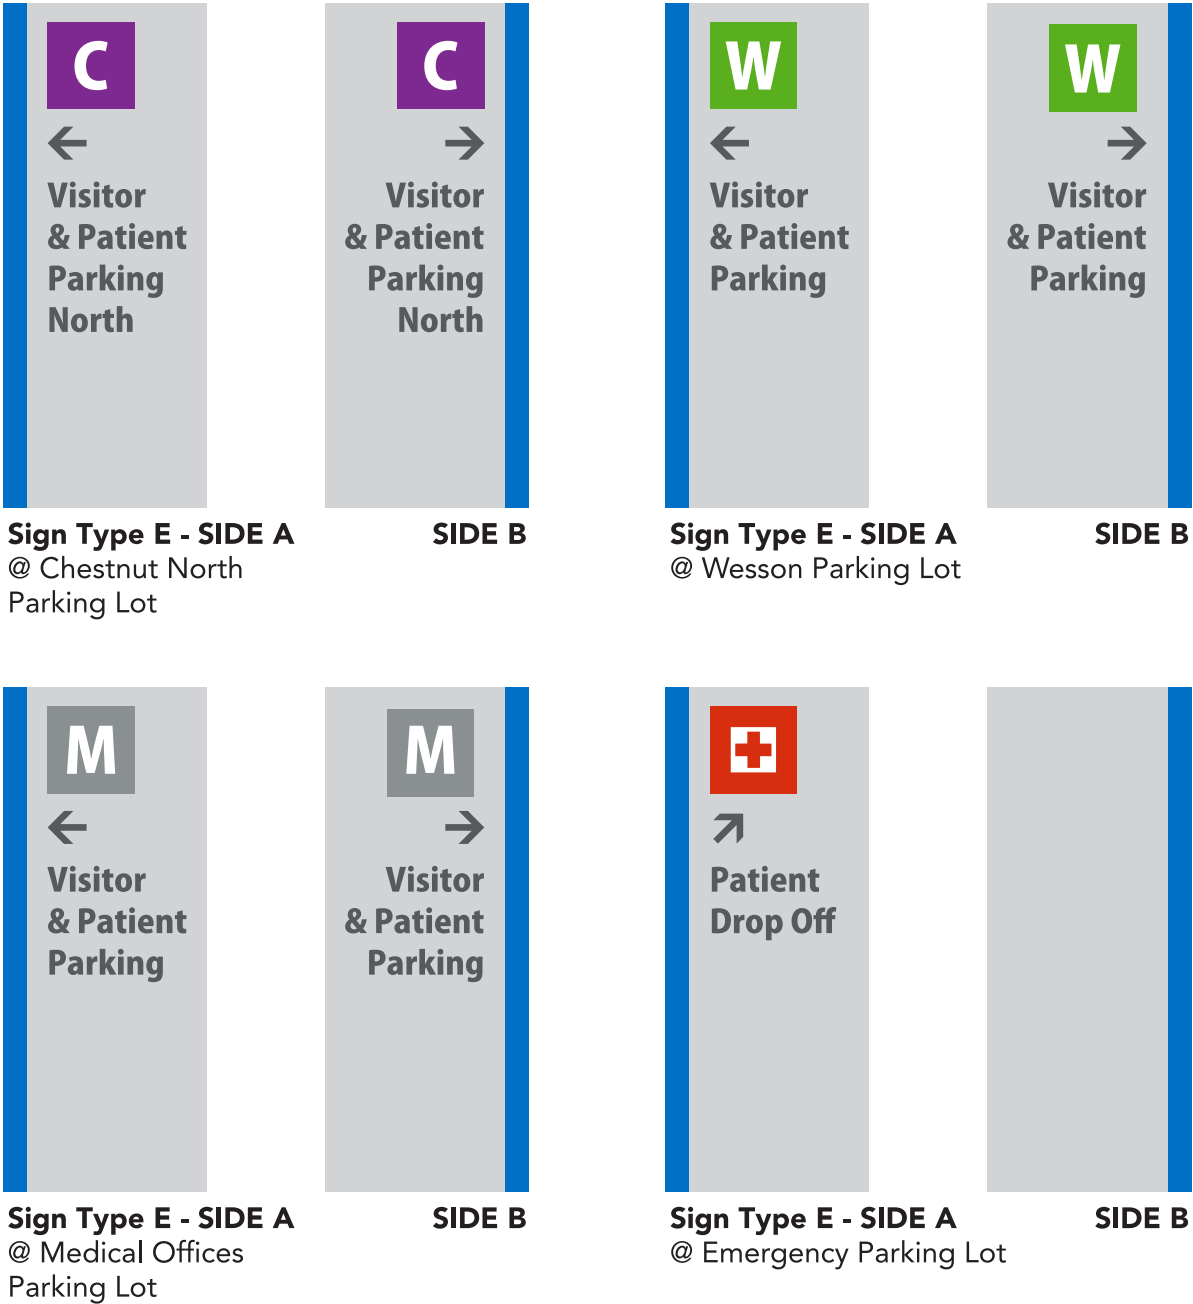 C
Visitor
& Patient
Parking
North
C
Visitor
& Patient
Parking
North
Sign Type E - SIDE A
@ Chestnut North
Parking Lot
SIDE B
W
Visitor
& Patient
Parking
W
Visitor
& Patient
Parking
Sign Type E - SIDE A
@ Wesson Parking Lot
SIDE B
M
Visitor
& Patient
Parking
M
Visitor
& Patient
Parking
Sign Type E - SIDE A
@ Medical Offices
Parking Lot
SIDE B
Patient
Drop Off
Sign Type E - SIDE A
@ Emergency Parking Lot
SIDE B